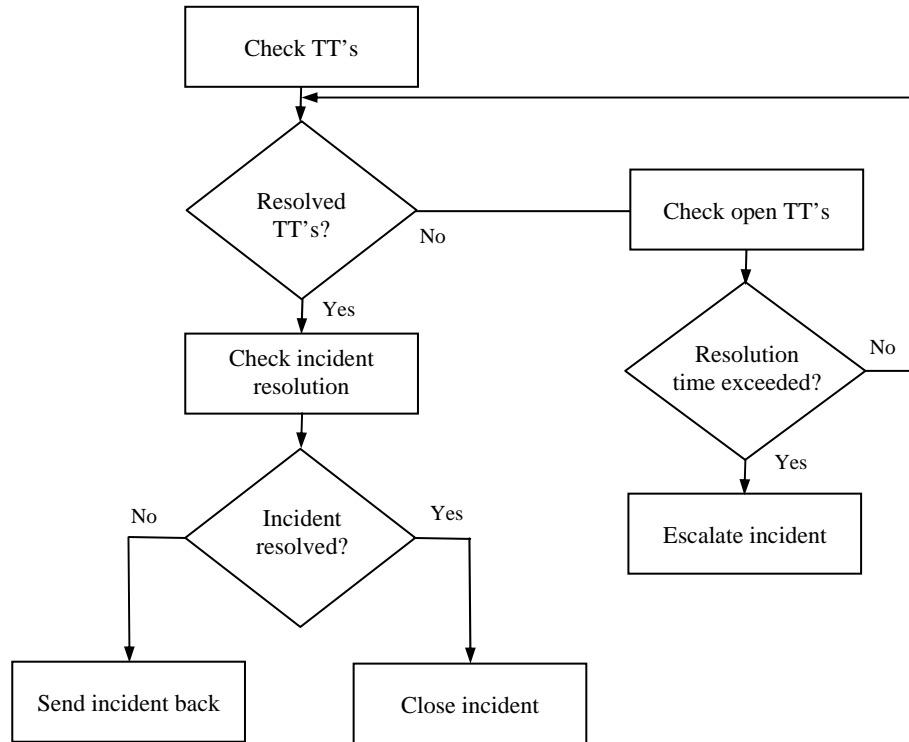 Check TT’s
Resolved
TT’s?
No
Check open TT’s
Yes
Check incident
resolution
Resolution
time exceeded?
No
Yes
Escalate incident
No
Incident
resolved?
Yes
Send incident back
Close incident